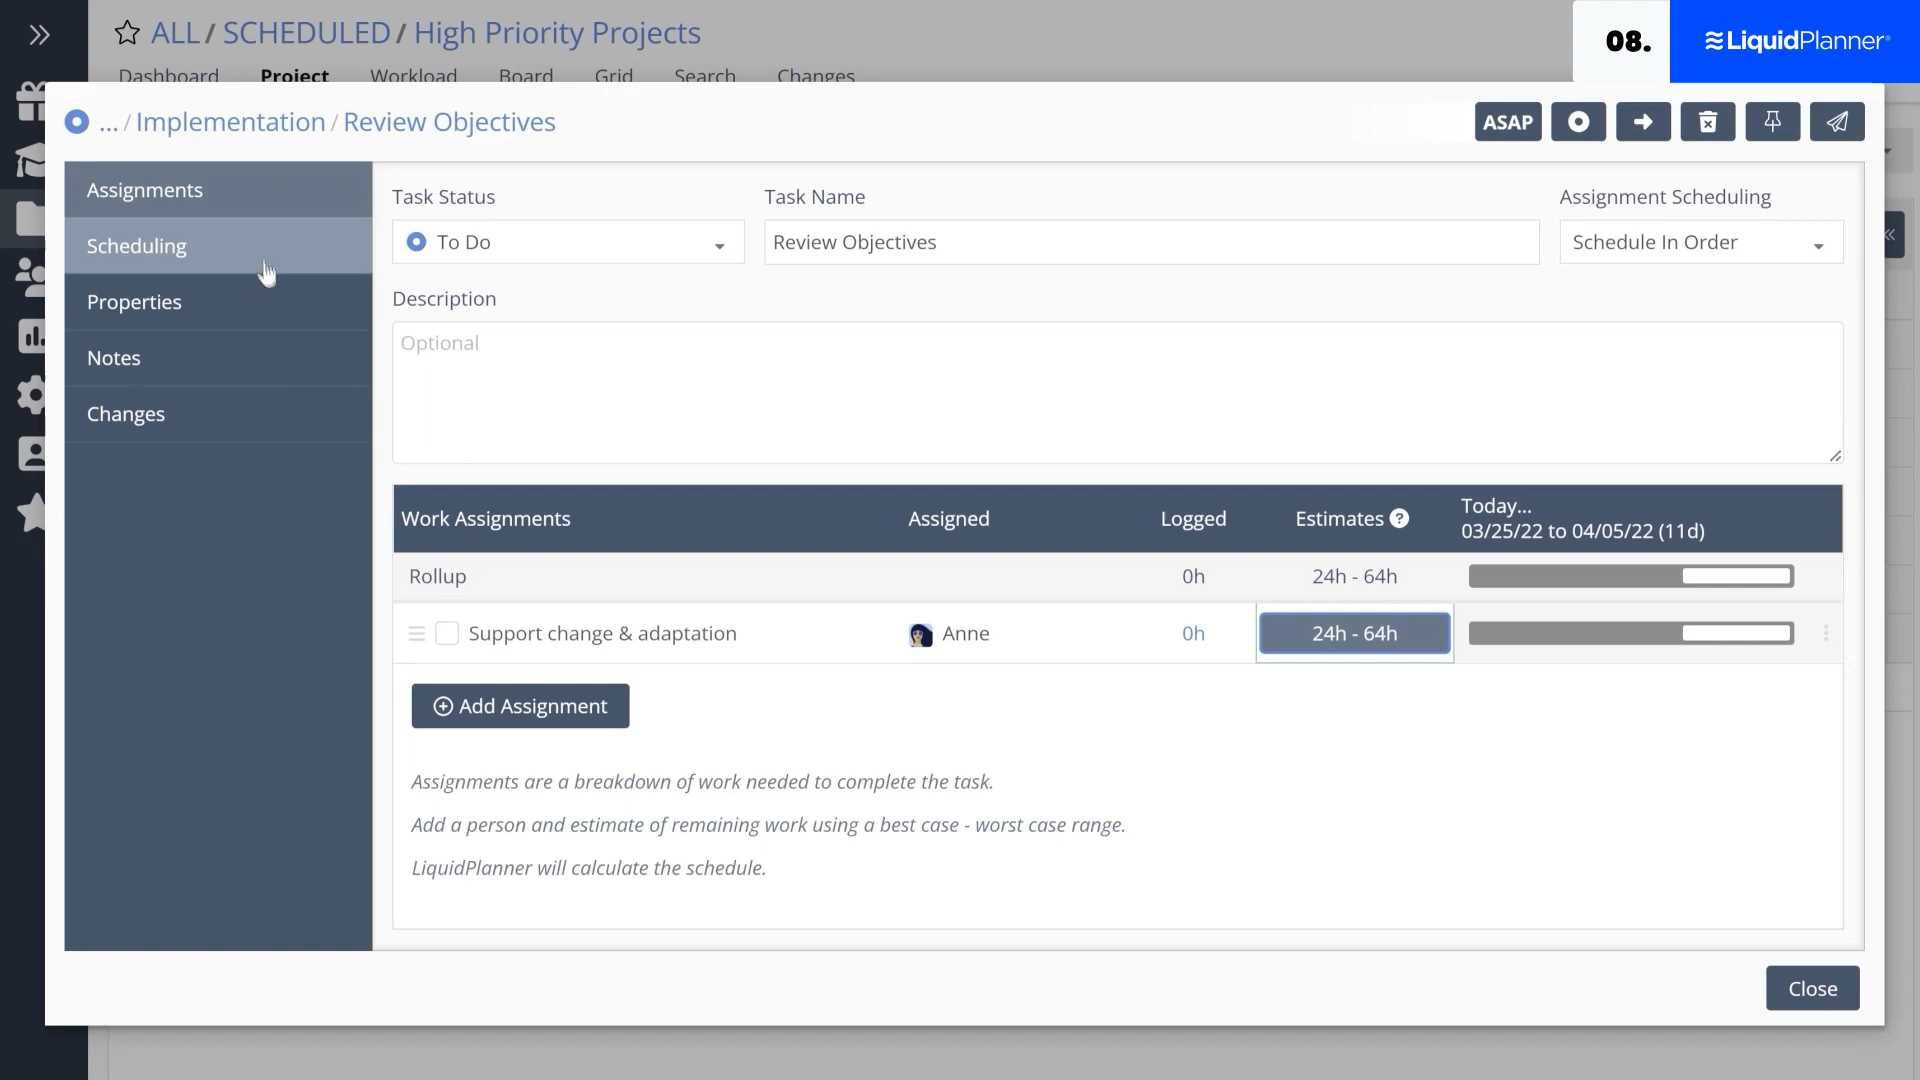 ALL / SCHEDULED / High Priority Projects
08.
LiquidPlanner®
Dashboard Project Workload Board Grid Search Changes
... / Implementation / Review Objectives
ASAP
Assignments
Scheduling
Properties
Notes
Changes
Task Status
Task Name
Assignment Scheduling
To Do
Review Objectives
Schedule In Order
Description
Optional
Work Assignments
Assigned
Logged
Estimates ?
Today...
03/25/22 to 04/05/22 (11d)
Rollup
0h
24h - 64h
Support change & adaptation
Anne
0h
24h - 64h
Add Assignment
Assignments are a breakdown of work needed to complete the task.
Add a person and estimate of remaining work using a best case - worst case range.
LiquidPlanner will calculate the schedule.
Close